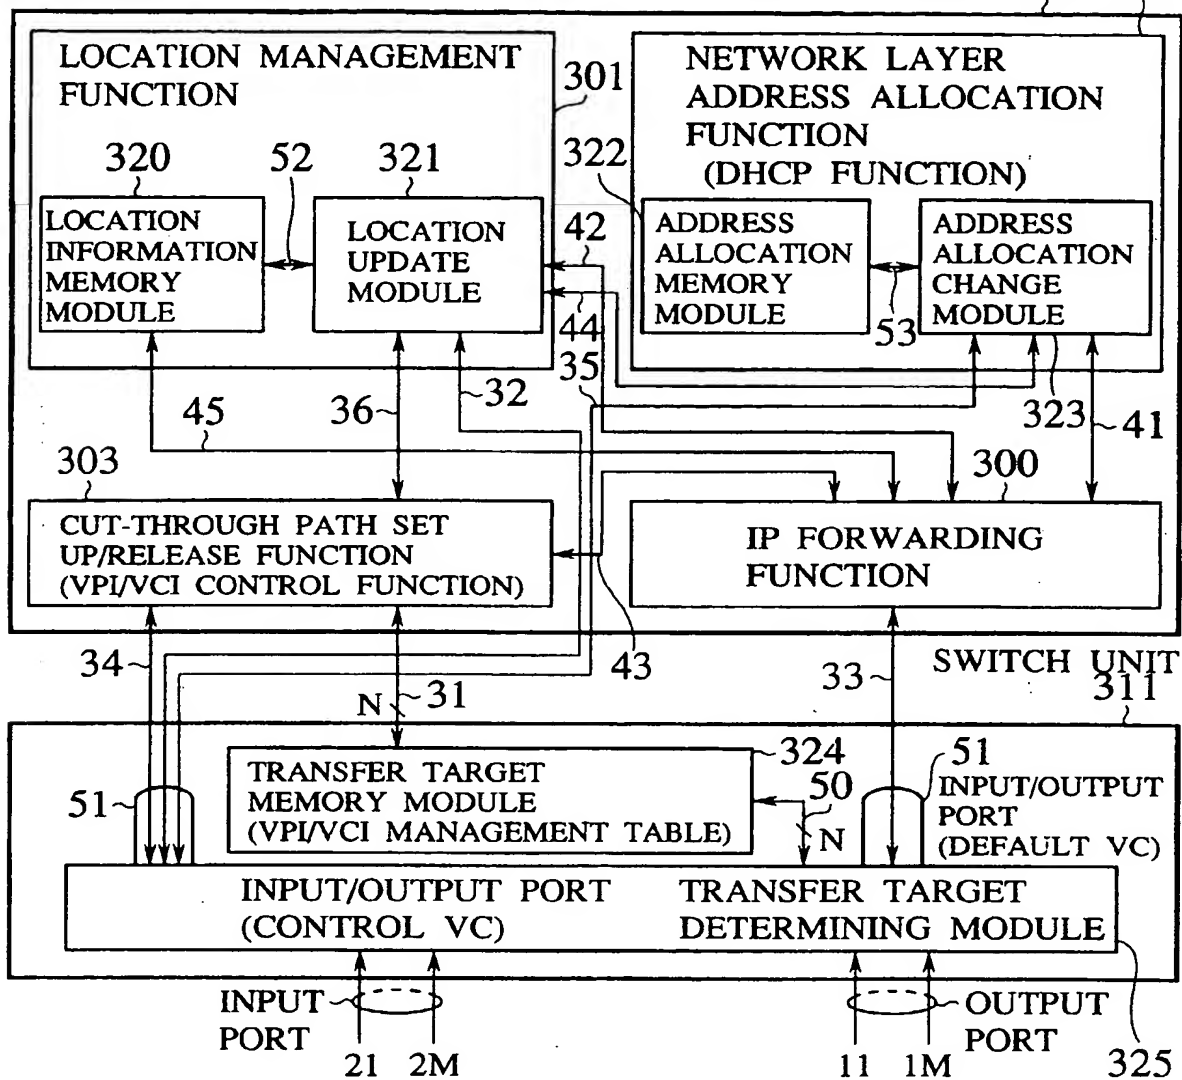 LOCATION MANAGEMENT
FUNCTION
301
NETWORK LAYER
ADDRESS ALLOCATION
FUNCTION
(DHCP FUNCTION)
320
52
321
322
LOCATION
INFORMATION
MEMORY
MODULE
LOCATION
UPDATE
MODULE
42
44
ADDRESS
ALLOCATION
MEMORY
MODULE
53
ADDRESS
ALLOCATION
CHANGE
MODULE
45
36
32
35
323
41
303
300
CUT-THROUGH PATH SET
UP/RELEASE FUNCTION
(VPI/VCI CONTROL FUNCTION)
IP FORWARDING
FUNCTION
34
31
N
43
33
SWITCH UNIT
311
51
TRANSFER TARGET
MEMORY MODULE
(VPI/VCI MANAGEMENT TABLE)
324
50
N
51
INPUT/OUTPUT
PORT
(DEFAULT VC)
INPUT/OUTPUT PORT
(CONTROL VC)
TRANSFER TARGET
DETERMINING MODULE
INPUT
PORT
21
2M
11
1M
OUTPUT
PORT
325